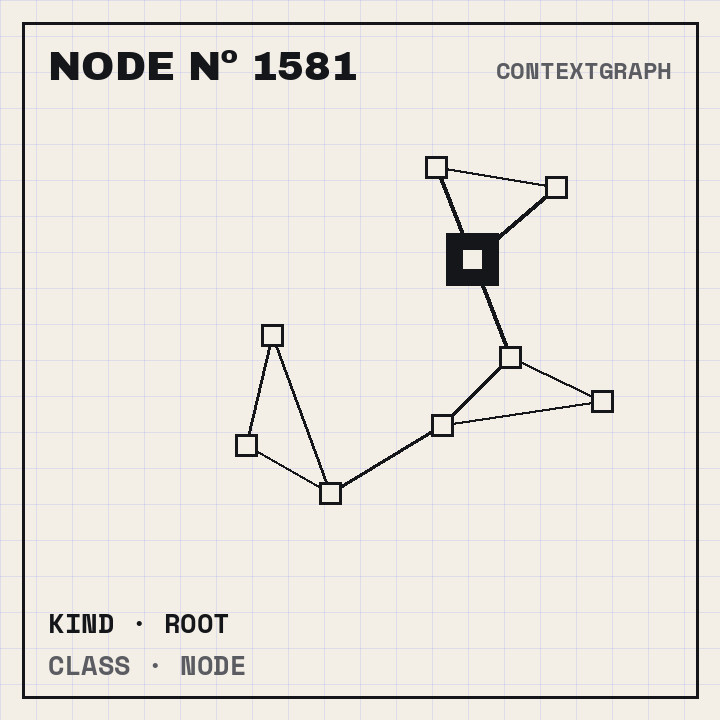 NODE Nº 1581
CONTEXTGRAPH
KIND · ROOT
CLASS · NODE